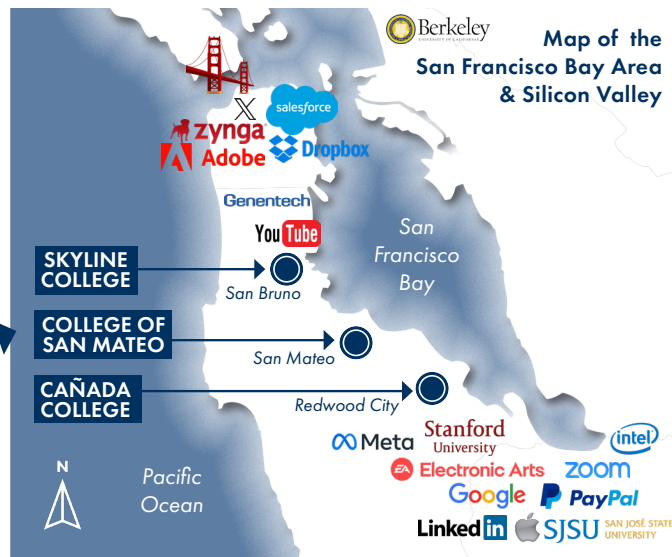 Berkeley
UNIVERSITY OF CALIFORNIA
Map of the
San Francisco Bay Area
& Silicon Valley
X
salesforce
zynga
Adobe
Dropbox
Genentech
YouTube
San
Francisco
Bay
SKYLINE
COLLEGE
San Bruno
COLLEGE OF
SAN MATEO
San Mateo
CAÑADA
COLLEGE
Redwood City
Meta
Stanford
University
intel
EA Electronic Arts
zoom
Google
PayPal
Linked in
SJSU SAN JOSÉ STATE
UNIVERSITY
N
Pacific
Ocean